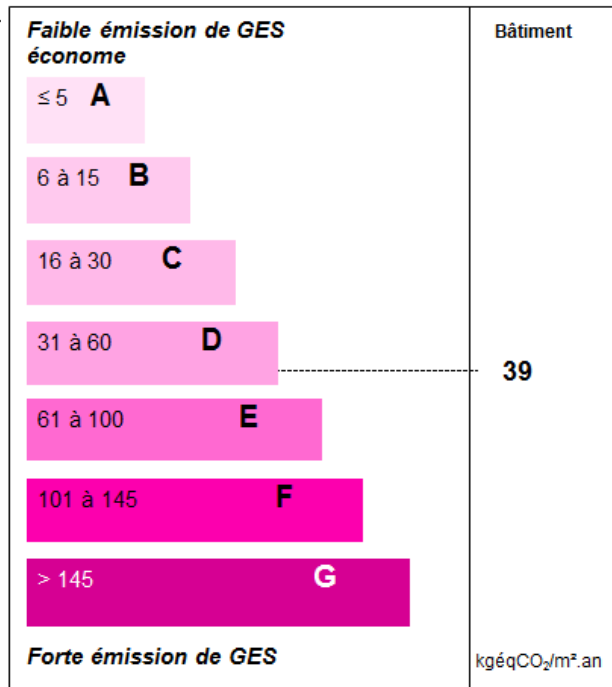 Faible émission de GES
économe
Bâtiment
≤ 5 A
6 à 15 B
16 à 30 C
31 à 60 D
39
61 à 100 E
101 à 145 F
> 145 G
Forte émission de GES
kgéqCO₂/m².an